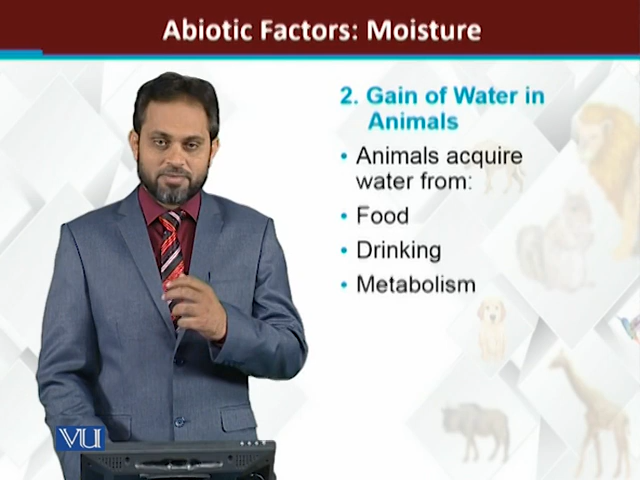 Abiotic Factors: Moisture
2. Gain of Water in
Animals
• Animals acquire
water from:
• Food
• Drinking
• Metabolism
VU